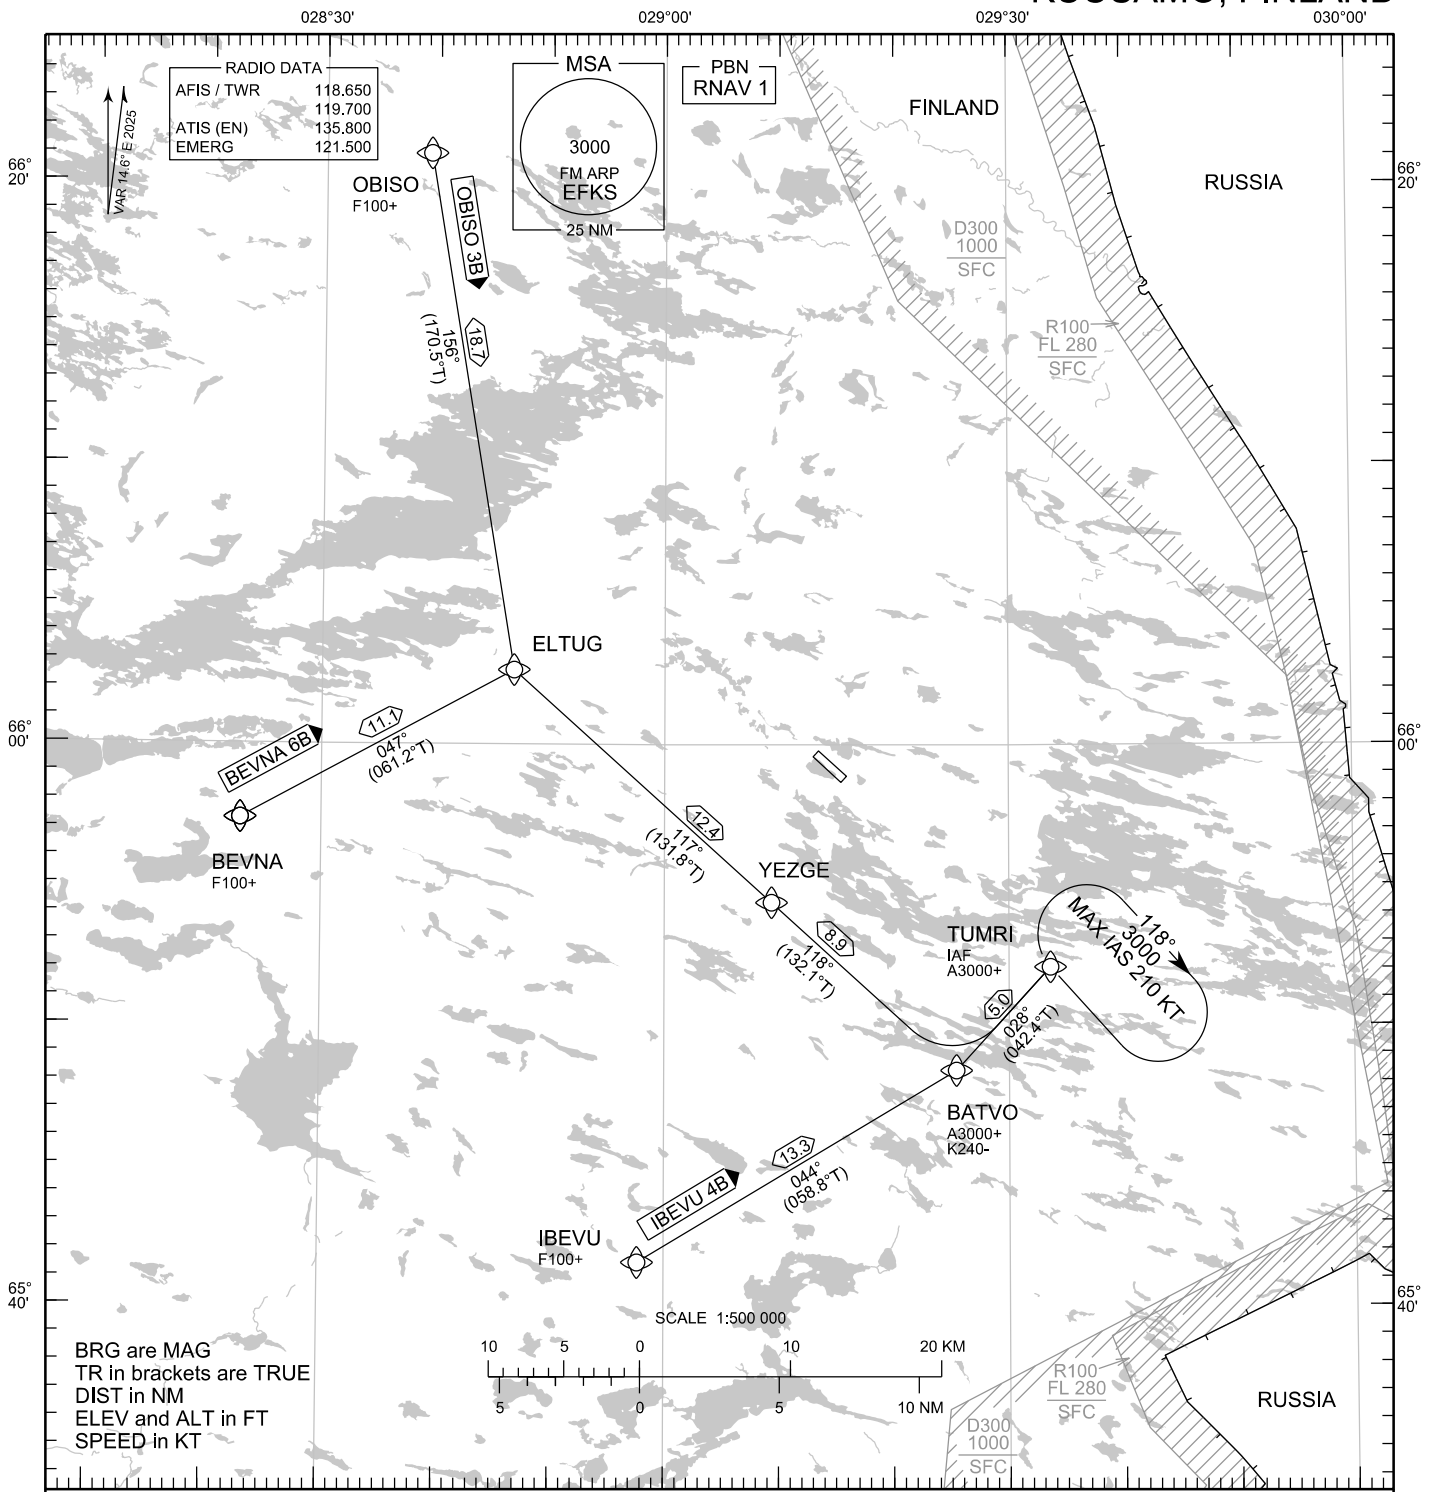 KUUSAMO, FINLAND
028°30'
029°00'
029°30'
030°00'
RADIO DATA
AFIS / TWR 118.650
119.700
ATIS (EN) 135.800
EMERG 121.500
VAR 14.6° E 2025
MSA
3000
FM ARP
EFKS
25 NM
PBN
RNAV 1
FINLAND
RUSSIA
66°
20'
66°
20'
OBISO
F100+
OBISO 3B
D300
1000
SFC
R100
FL 280
SFC
18.7
156°
(170.5°T)
ELTUG
66°
00'
66°
00'
BEVNA 6B
11.1
047°
(061.2°T)
BEVNA
F100+
12.4
117°
(131.8°T)
YEZGE
8.9
118°
(132.1°T)
TUMRI
IAF
A3000+
118°
3000
MAX IAS 210 KT
5.0
028°
(042.4°T)
BATVO
A3000+
K240-
13.3
044°
(058.8°T)
IBEVU 4B
IBEVU
F100+
65°
40'
65°
40'
SCALE 1:500 000
10 5 0 10 20 KM
5 0 5 10 NM
BRG are MAG
TR in brackets are TRUE
DIST in NM
ELEV and ALT in FT
SPEED in KT
R100
FL 280
SFC
D300
1000
SFC
RUSSIA